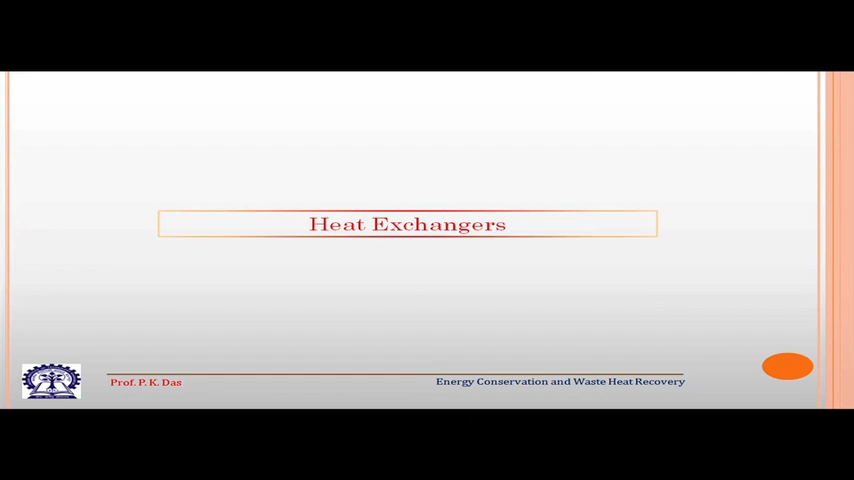 Heat Exchangers
Prof. P. K. Das
Energy Conservation and Waste Heat Recovery